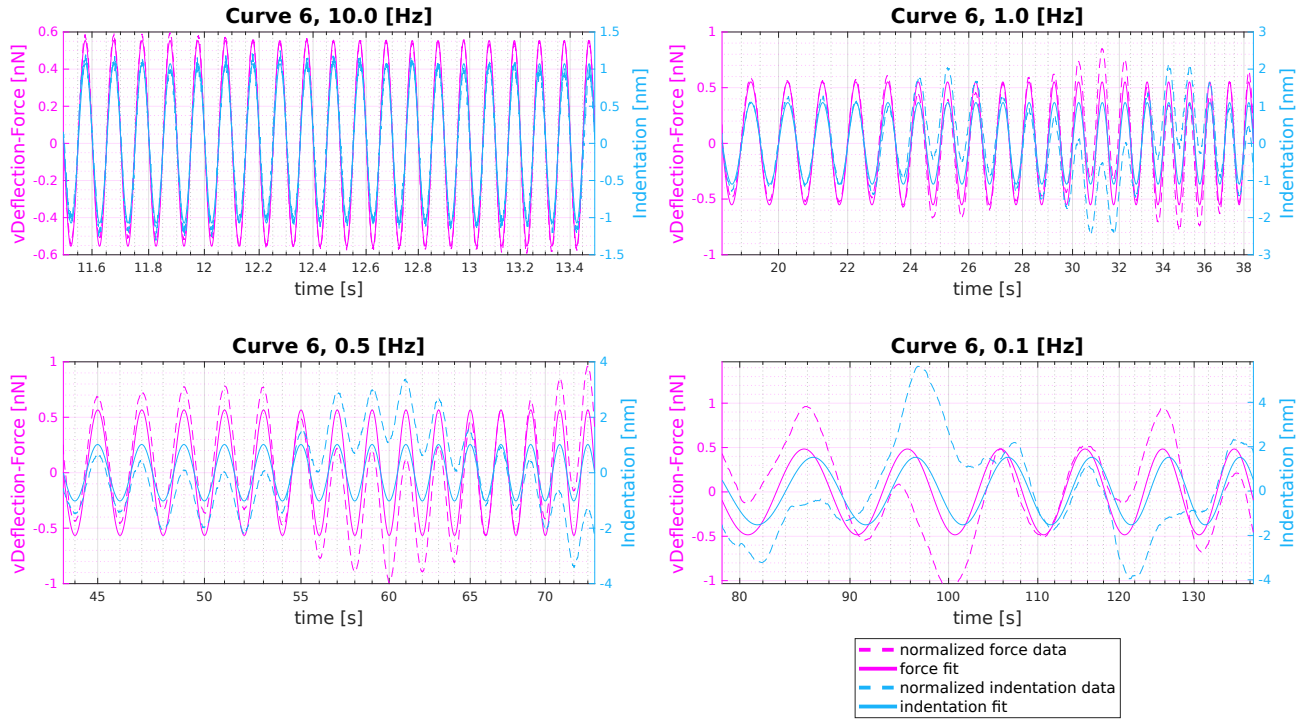 Curve 6, 10.0 [Hz]
vDeflection-Force [nN]
0.6
0.4
0.2
0
-0.2
-0.4
-0.6
1.5
1
0.5
0
-0.5
-1
-1.5
Indentation [nm]
11.6 11.8 12 12.2 12.4 12.6 12.8 13 13.2 13.4
time [s]
Curve 6, 1.0 [Hz]
vDeflection-Force [nN]
1
0.5
0
-0.5
-1
3
2
1
0
-1
-2
-3
Indentation [nm]
20 22 24 26 28 30 32 34 36 38
time [s]
Curve 6, 0.5 [Hz]
vDeflection-Force [nN]
1
0.5
0
-0.5
-1
4
2
0
-2
-4
Indentation [nm]
45 50 55 60 65 70
time [s]
Curve 6, 0.1 [Hz]
vDeflection-Force [nN]
1
0.5
0
-0.5
-1
4
2
0
-2
-4
Indentation [nm]
80 90 100 110 120 130
time [s]
normalized force data
force fit
normalized indentation data
indentation fit